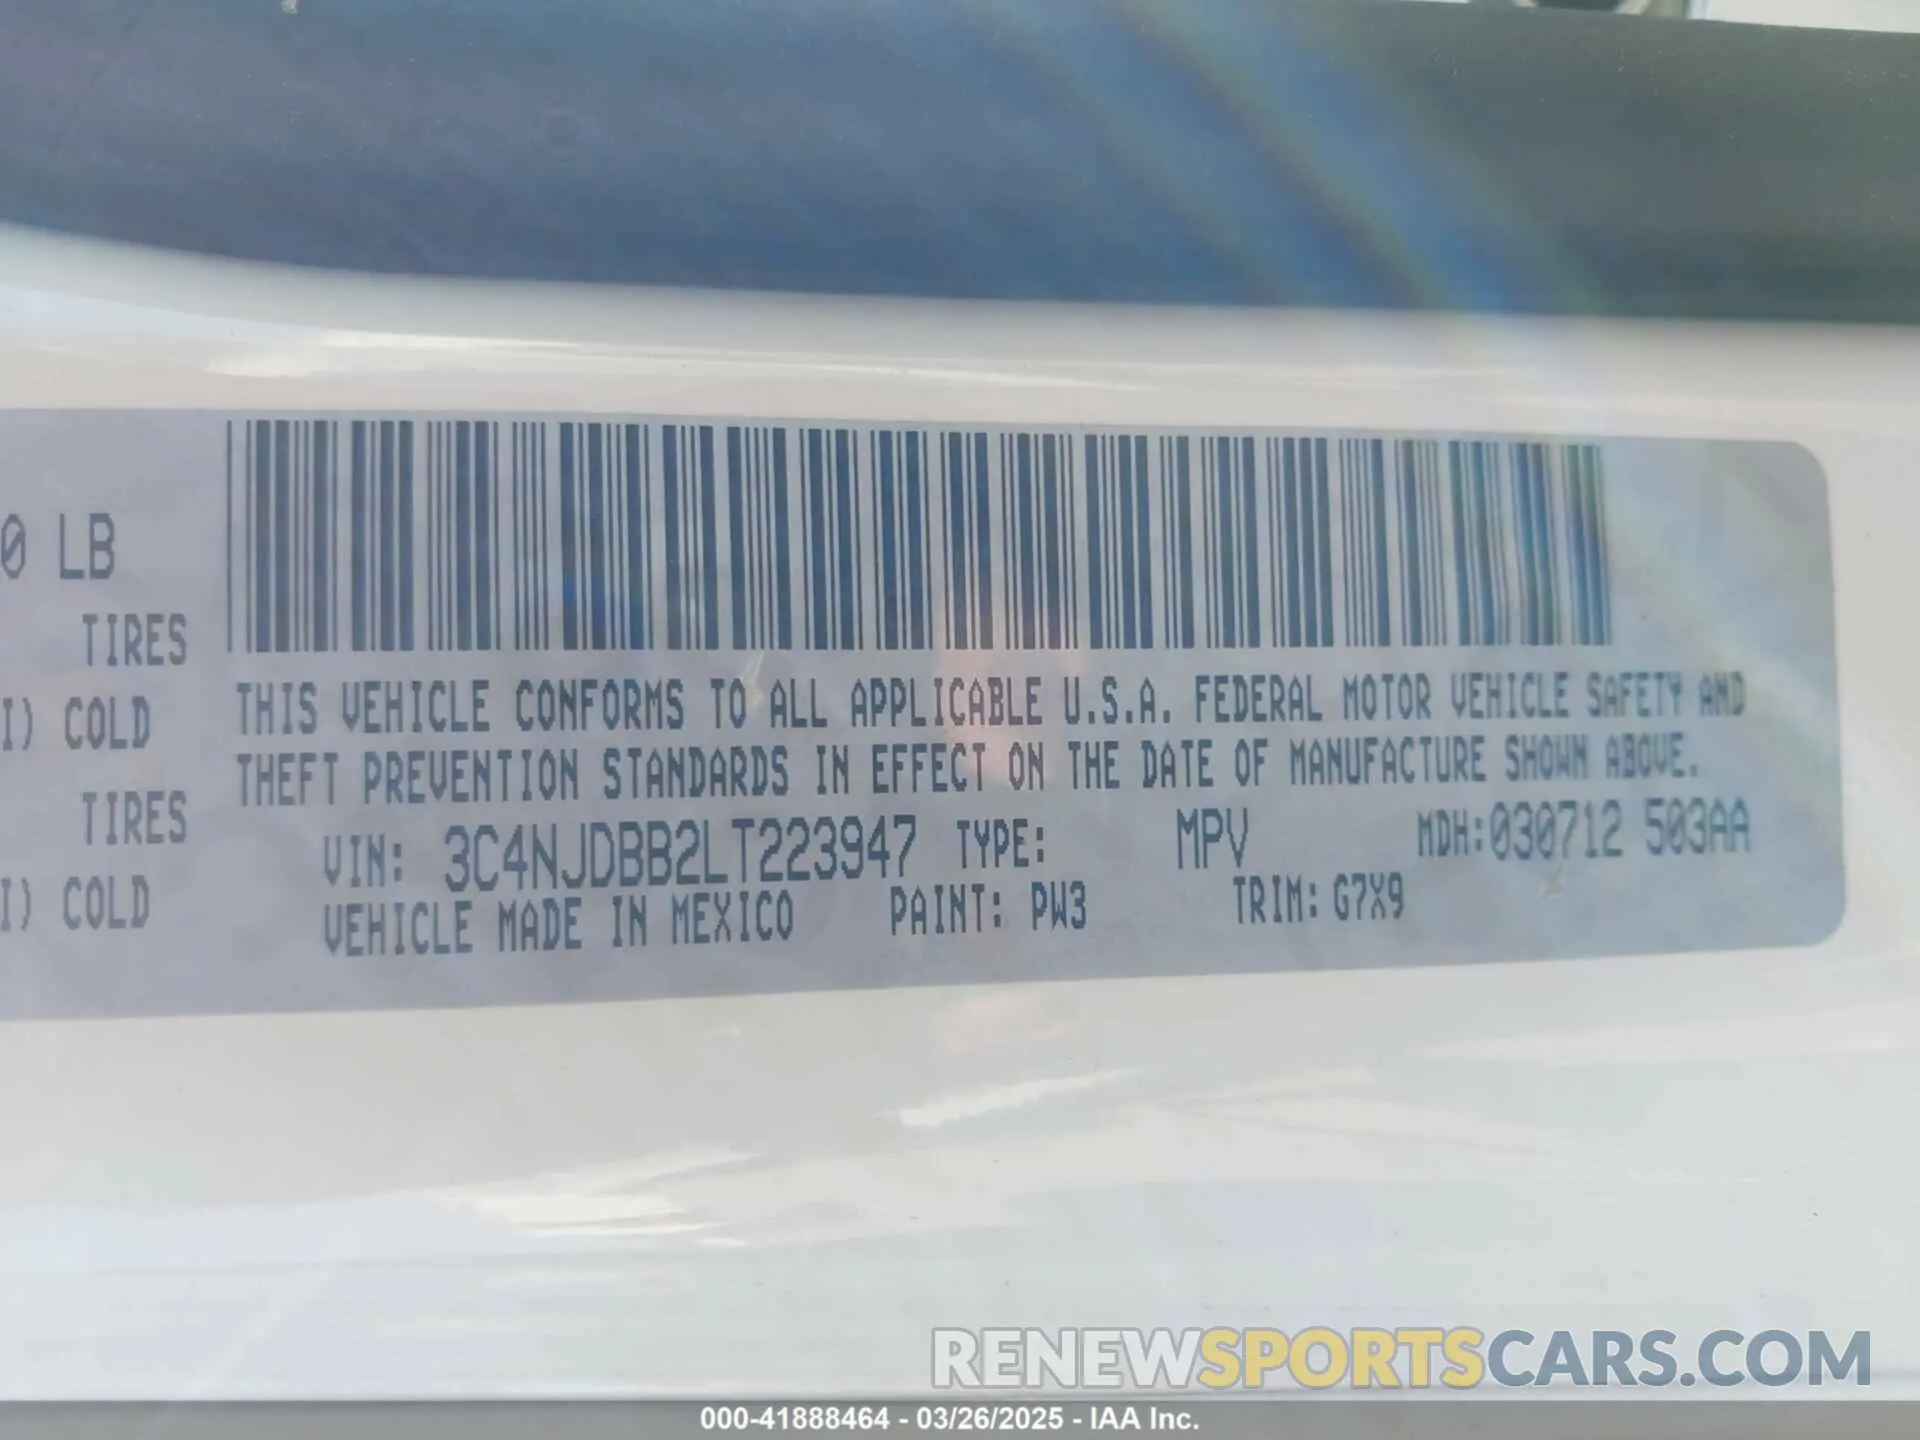 0 LB
TIRES
I) COLD
TIRES
I) COLD
THIS VEHICLE CONFORMS TO ALL APPLICABLE U.S.A. FEDERAL MOTOR VEHICLE SAFETY AND
THEFT PREVENTION STANDARDS IN EFFECT ON THE DATE OF MANUFACTURE SHOWN ABOVE.
VIN: 3C4NJDBB2LT223947 TYPE: MPV MDH:030712 503AA
VEHICLE MADE IN MEXICO PAINT: PW3 TRIM: G7X9
RENEWSPORTSCARS.COM
000-41888464 - 03/26/2025 - IAA Inc.